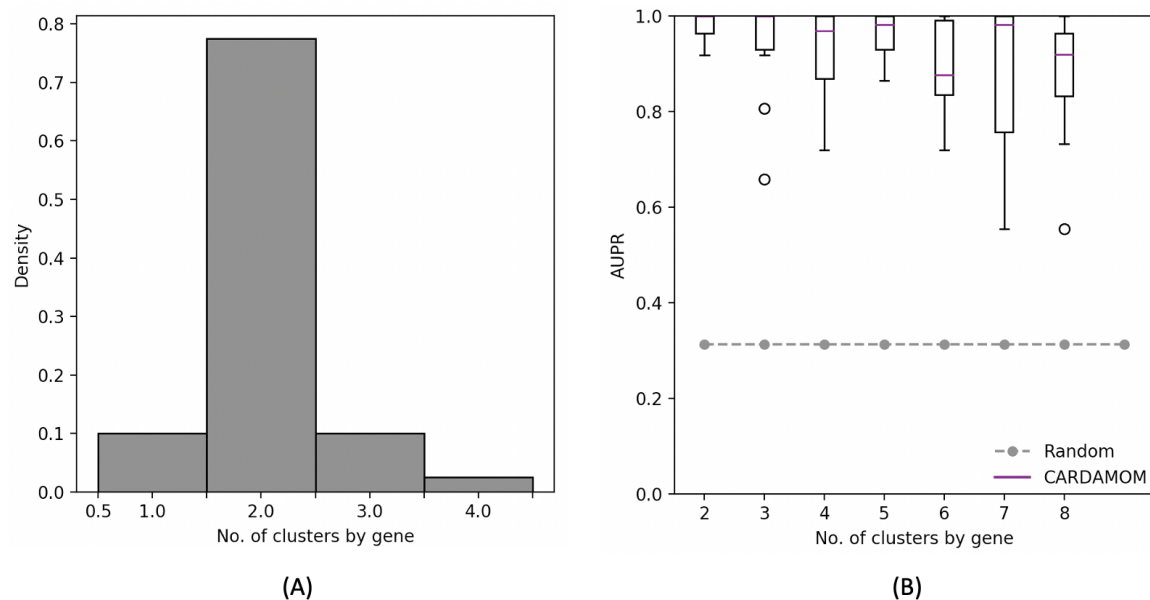 0.8
0.7
0.6
0.5
0.4
0.3
0.2
0.1
0.0
Density
0.5 1.0 2.0 3.0 4.0
No. of clusters by gene
(A)
1.0
0.8
0.6
0.4
0.2
0.0
AUPR
Random
CARDAMOM
2 3 4 5 6 7 8
No. of clusters by gene
(B)